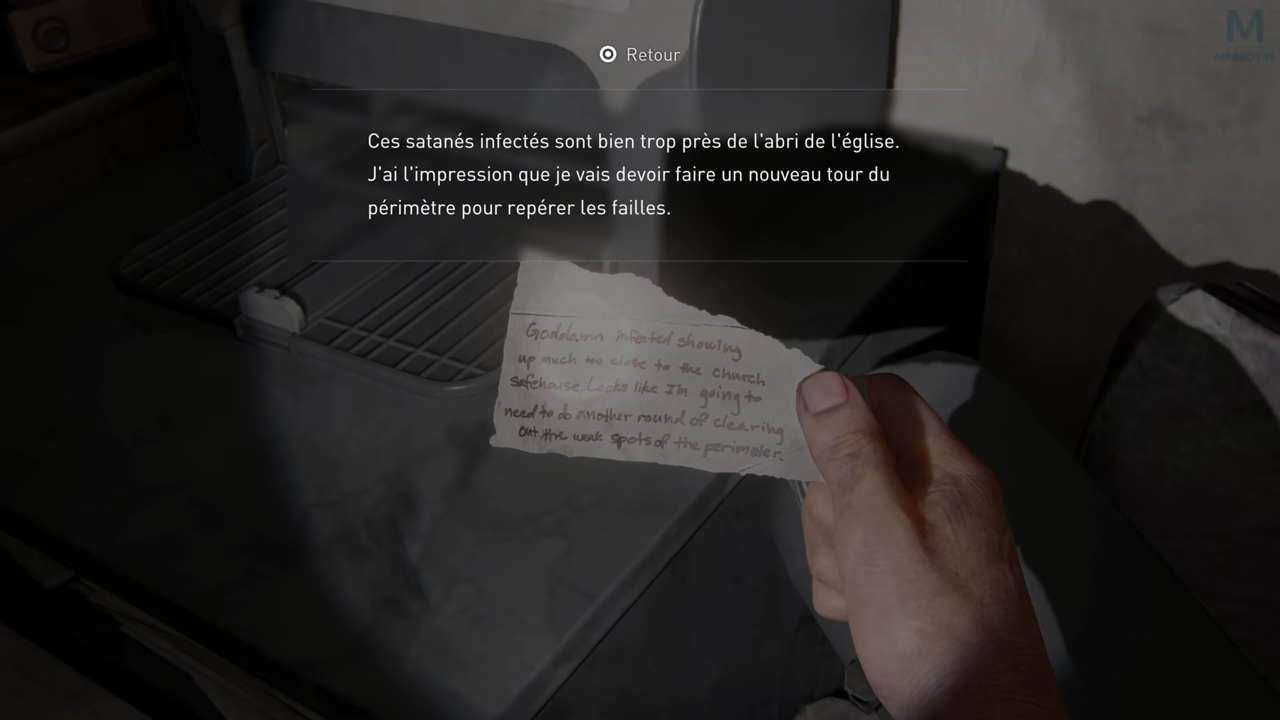 M
Retour
Ces satanés infectés sont bien trop près de l'abri de l'église.
J'ai l'impression que je vais devoir faire un nouveau tour du
périmètre pour repérer les failles.
Goddamn infected showing
up much too close to the church
safehouse. Looks like I'm going to
need to do another round of clearing
out the weak spots of the perimeter.